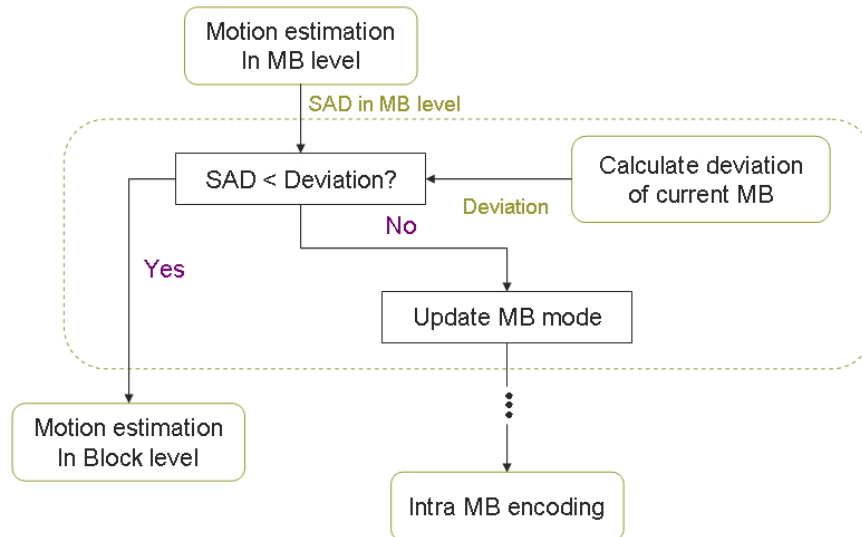 Motion estimation
In MB level
SAD in MB level
SAD < Deviation?
Calculate deviation
of current MB
Deviation
No
Yes
Update MB mode
Motion estimation
In Block level
Intra MB encoding